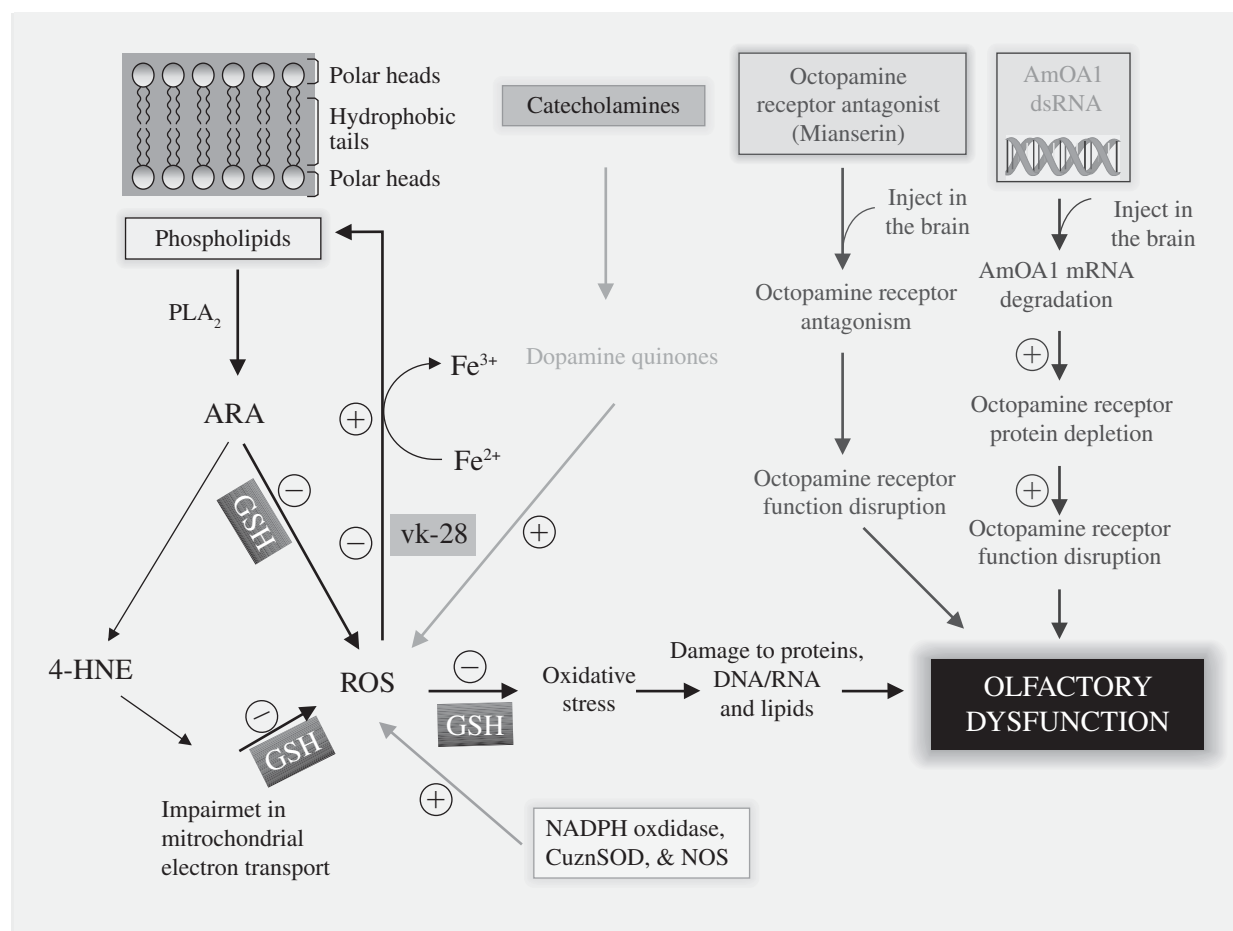 Polar heads
Hydrophobic
tails
Polar heads
Phospholipids
PLA2
ARA
GSH
4-HNE
GSH
Impairmet in
mitrochondrial
electron transport
Fe3+
Fe2+
vk-28
ROS
GSH
Catecholamines
Dopamine quinones
NADPH oxdidase,
CuznSOD, & NOS
Oxidative
stress
Damage to proteins,
DNA/RNA
and lipids
Octopamine
receptor antagonist
(Mianserin)
Inject in
the brain
Octopamine receptor
antagonism
Octopamine receptor
function disruption
AmOA1
dsRNA
Inject in
the brain
AmOA1 mRNA
degradation
Octopamine receptor
protein depletion
Octopamine receptor
function disruption
OLFACTORY
DYSFUNCTION